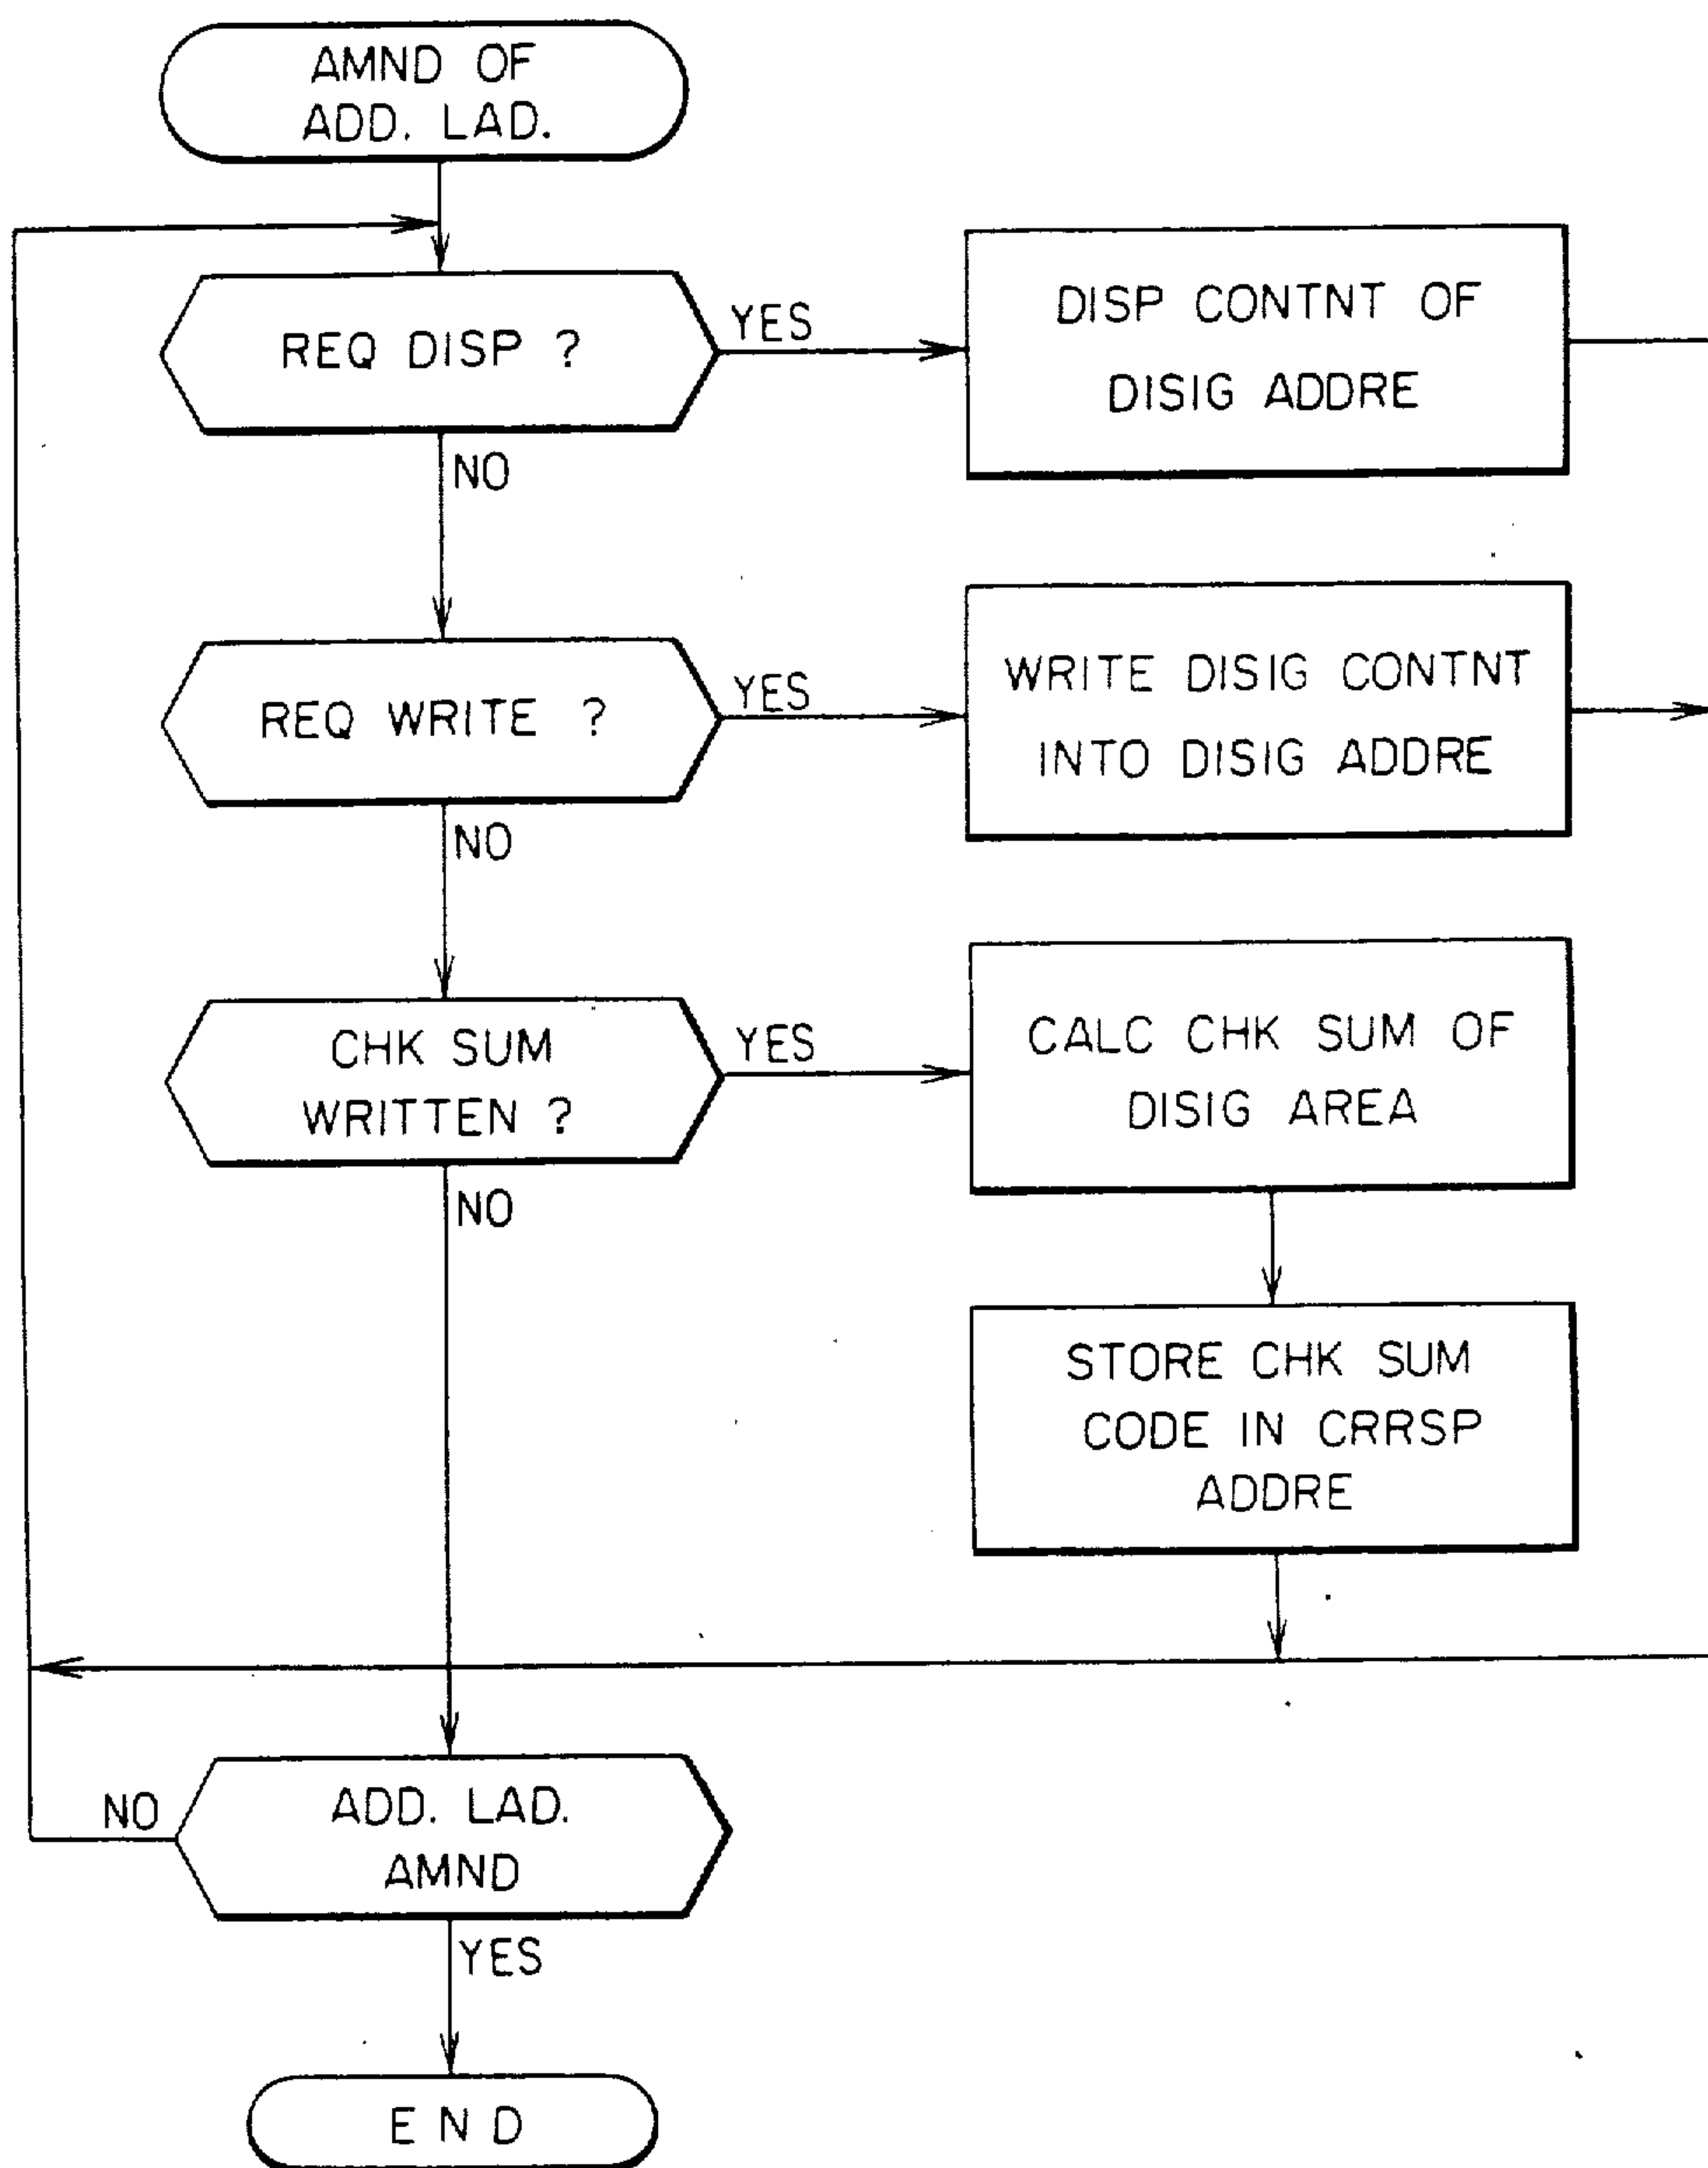 AMND OF
ADD. LAD.
REQ DISP ?
YES
DISP CONTNT OF
DISIG ADDRE
NO
REQ WRITE ?
YES
WRITE DISIG CONTNT
INTO DISIG ADDRE
NO
CHK SUM
WRITTEN ?
YES
CALC CHK SUM OF
DISIG AREA
NO
STORE CHK SUM
CODE IN CRRSP
ADDRE
NO
ADD. LAD.
AMND
YES
END